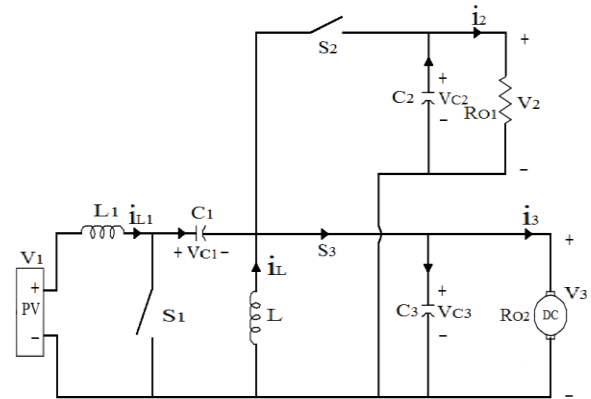 i2
S2
+
C2
+
VC2
−
RO1
V2
−
L1
iL1
C1
+ VC1 −
S3
i3
+
V1
+
PV
−
S1
iL
L
C3
+
VC3
−
RO2
DC
V3
−